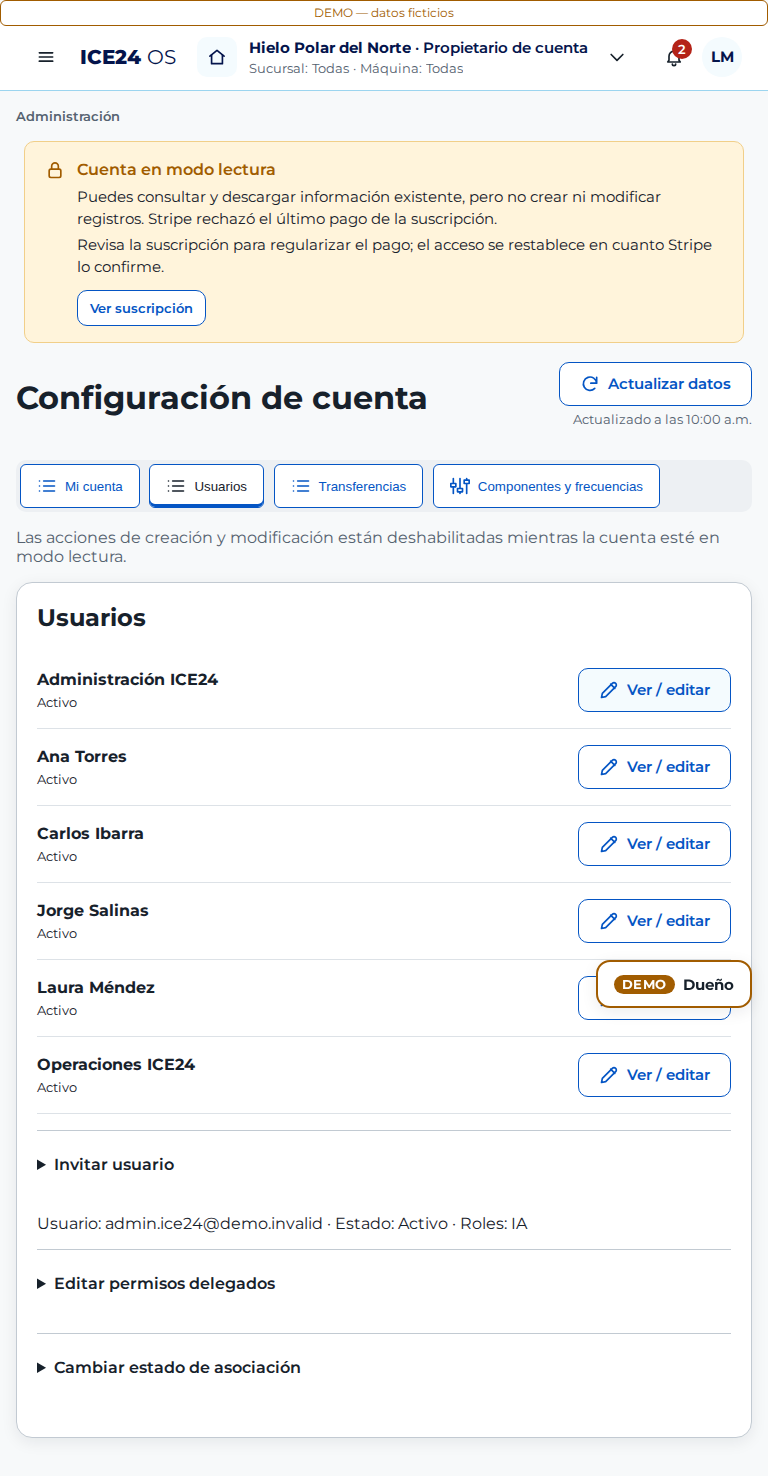 DEMO — datos ficticios
ICE24 OS
Hielo Polar del Norte · Propietario de cuenta
Sucursal: Todas · Máquina: Todas
2
LM
Administración
Cuenta en modo lectura
Puedes consultar y descargar información existente, pero no crear ni modificar
registros. Stripe rechazó el último pago de la suscripción.
Revisa la suscripción para regularizar el pago; el acceso se restablece en cuanto Stripe
lo confirme.
Ver suscripción
Configuración de cuenta
Actualizar datos
Actualizado a las 10:00 a.m.
Mi cuenta
Usuarios
Transferencias
Componentes y frecuencias
Las acciones de creación y modificación están deshabilitadas mientras la cuenta esté en
modo lectura.
Usuarios
Administración ICE24
Activo
Ver / editar
Ana Torres
Activo
Ver / editar
Carlos Ibarra
Activo
Ver / editar
Jorge Salinas
Activo
Ver / editar
Laura Méndez
Activo
DEMO Dueño
Operaciones ICE24
Activo
Ver / editar
Invitar usuario
Usuario: admin.ice24@demo.invalid · Estado: Activo · Roles: IA
Editar permisos delegados
Cambiar estado de asociación